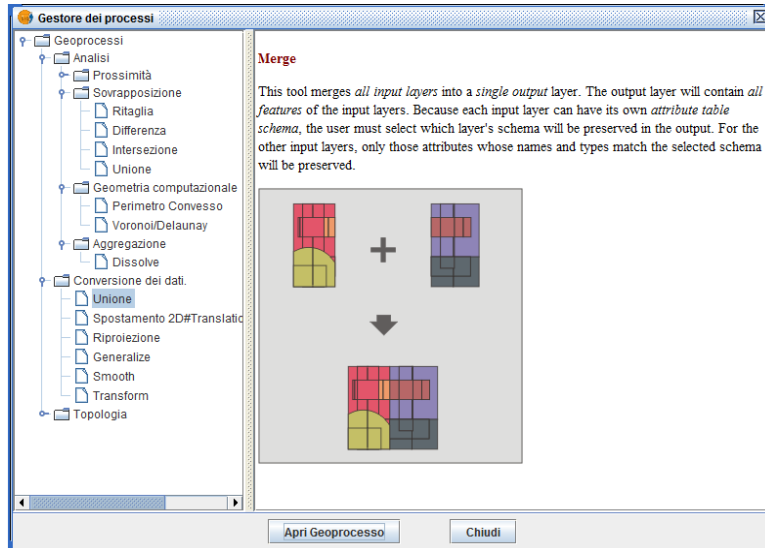 Gestore dei processi
Geoprocessi
Analisi
Prossimità
Sovrapposizione
Ritaglia
Differenza
Intersezione
Unione
Geometria computazionale
Perimetro Convesso
Voronoi/Delaunay
Aggregazione
Dissolve
Conversione dei dati.
Unione
Spostamento 2D#Translatic
Riproiezione
Generalize
Smooth
Transform
Topologia
Merge
This tool merges all input layers into a single output layer. The output layer will contain all
features of the input layers. Because each input layer can have its own attribute table
schema, the user must select which layer's schema will be preserved in the output. For the
other input layers, only those attributes whose names and types match the selected schema
will be preserved.
Apri Geoprocesso
Chiudi